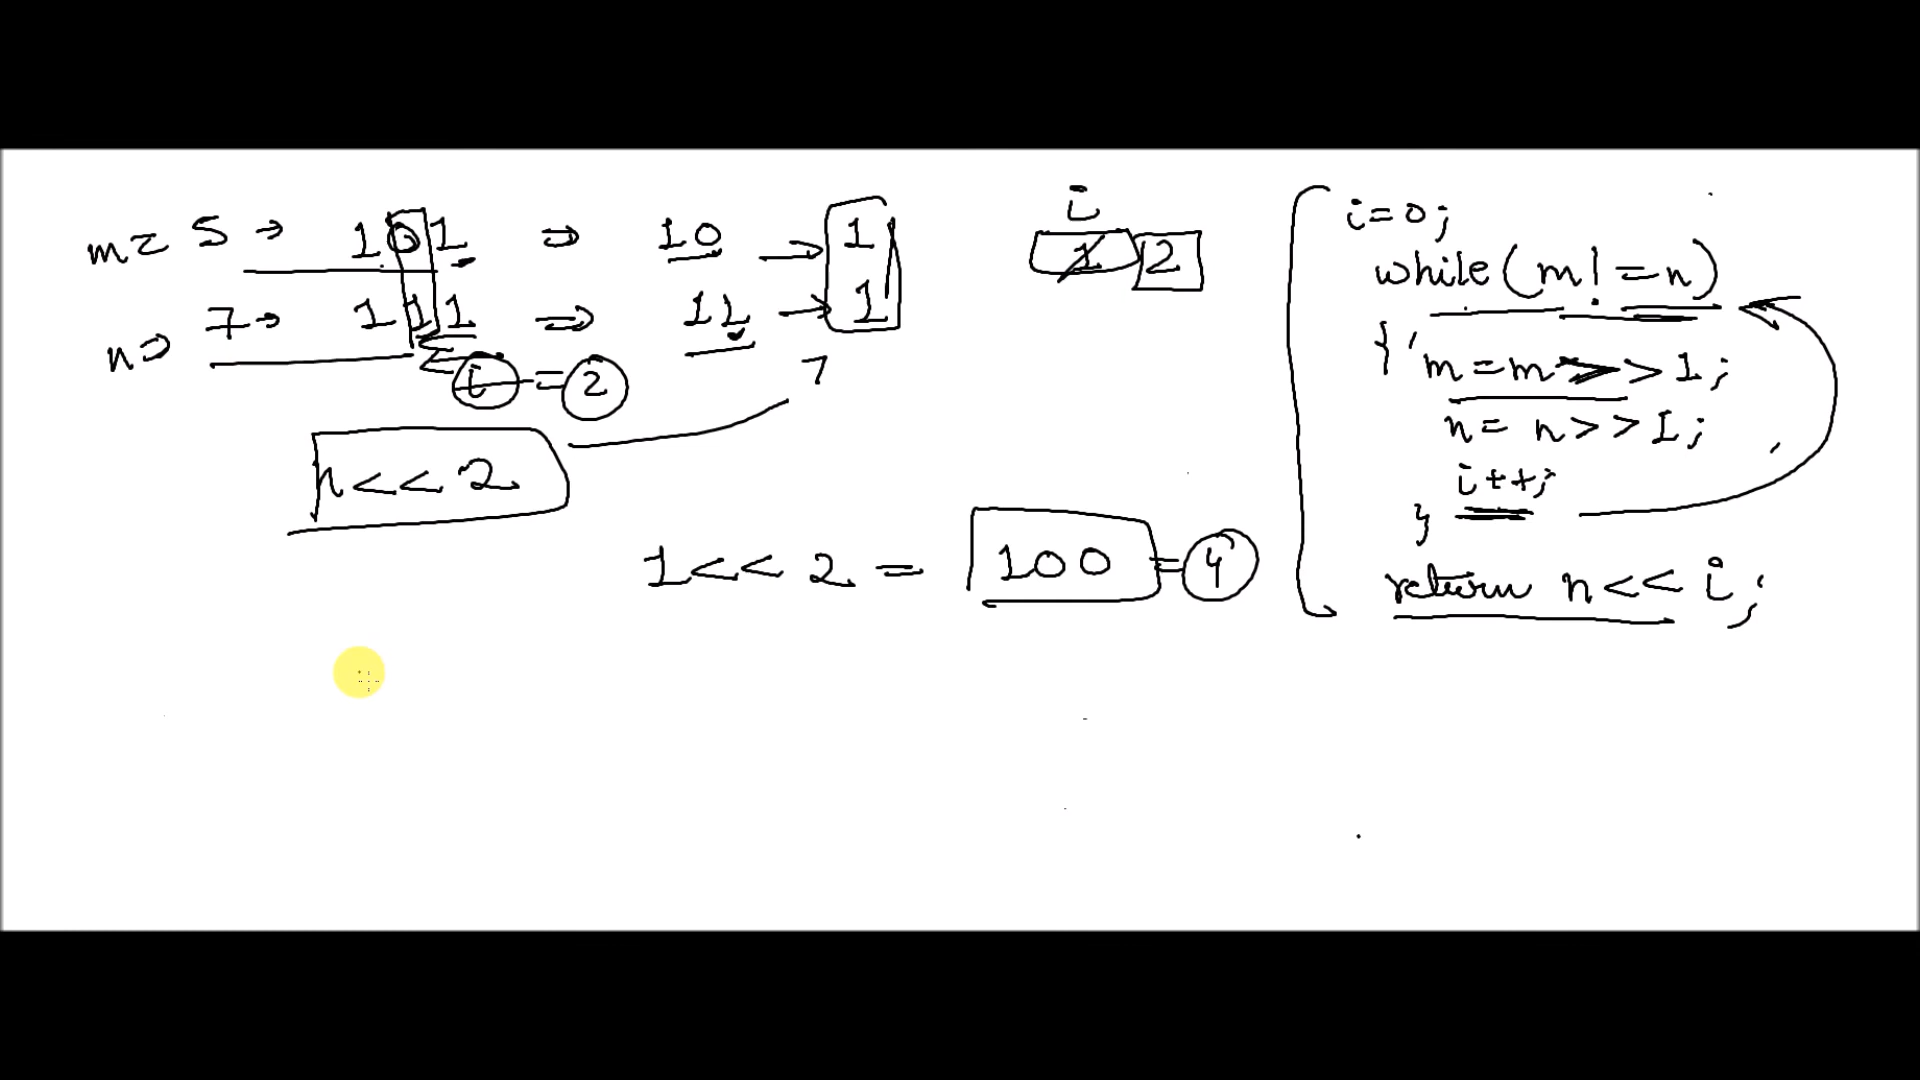 m= 5 → 101 ⇒ 10 → 1
n⇒ 7→ 111 ⇒ 11 → 1
i = 2
n<<2
1<< 2 = 100 = 4
i
1 2
i=0;
while(m!=n)
{ m=m>>1;
n= n>>1;
i++;
}
return n<<i;